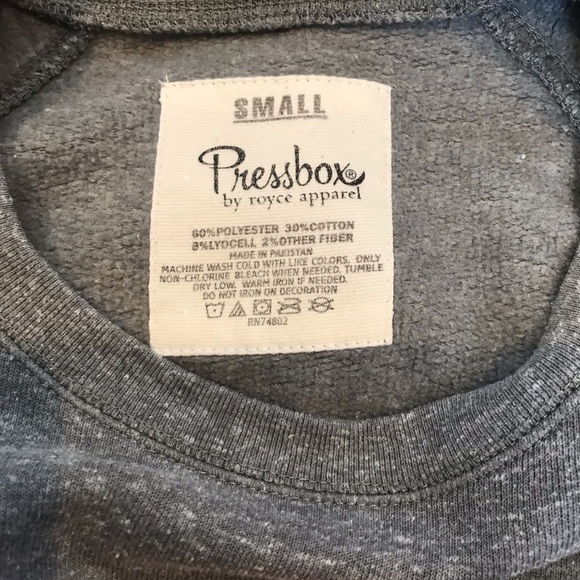 SMALL
Pressbox®
by royce apparel
60%POLYESTER 30%COTTON
8%LYOCELL 2%OTHER FIBER
MADE IN PAKISTAN
MACHINE WASH COLD WITH LIKE COLORS. ONLY
NON-CHLORINE BLEACH WHEN NEEDED. TUMBLE
DRY LOW. WARM IRON IF NEEDED.
DO NOT IRON ON DECORATION
RN74802